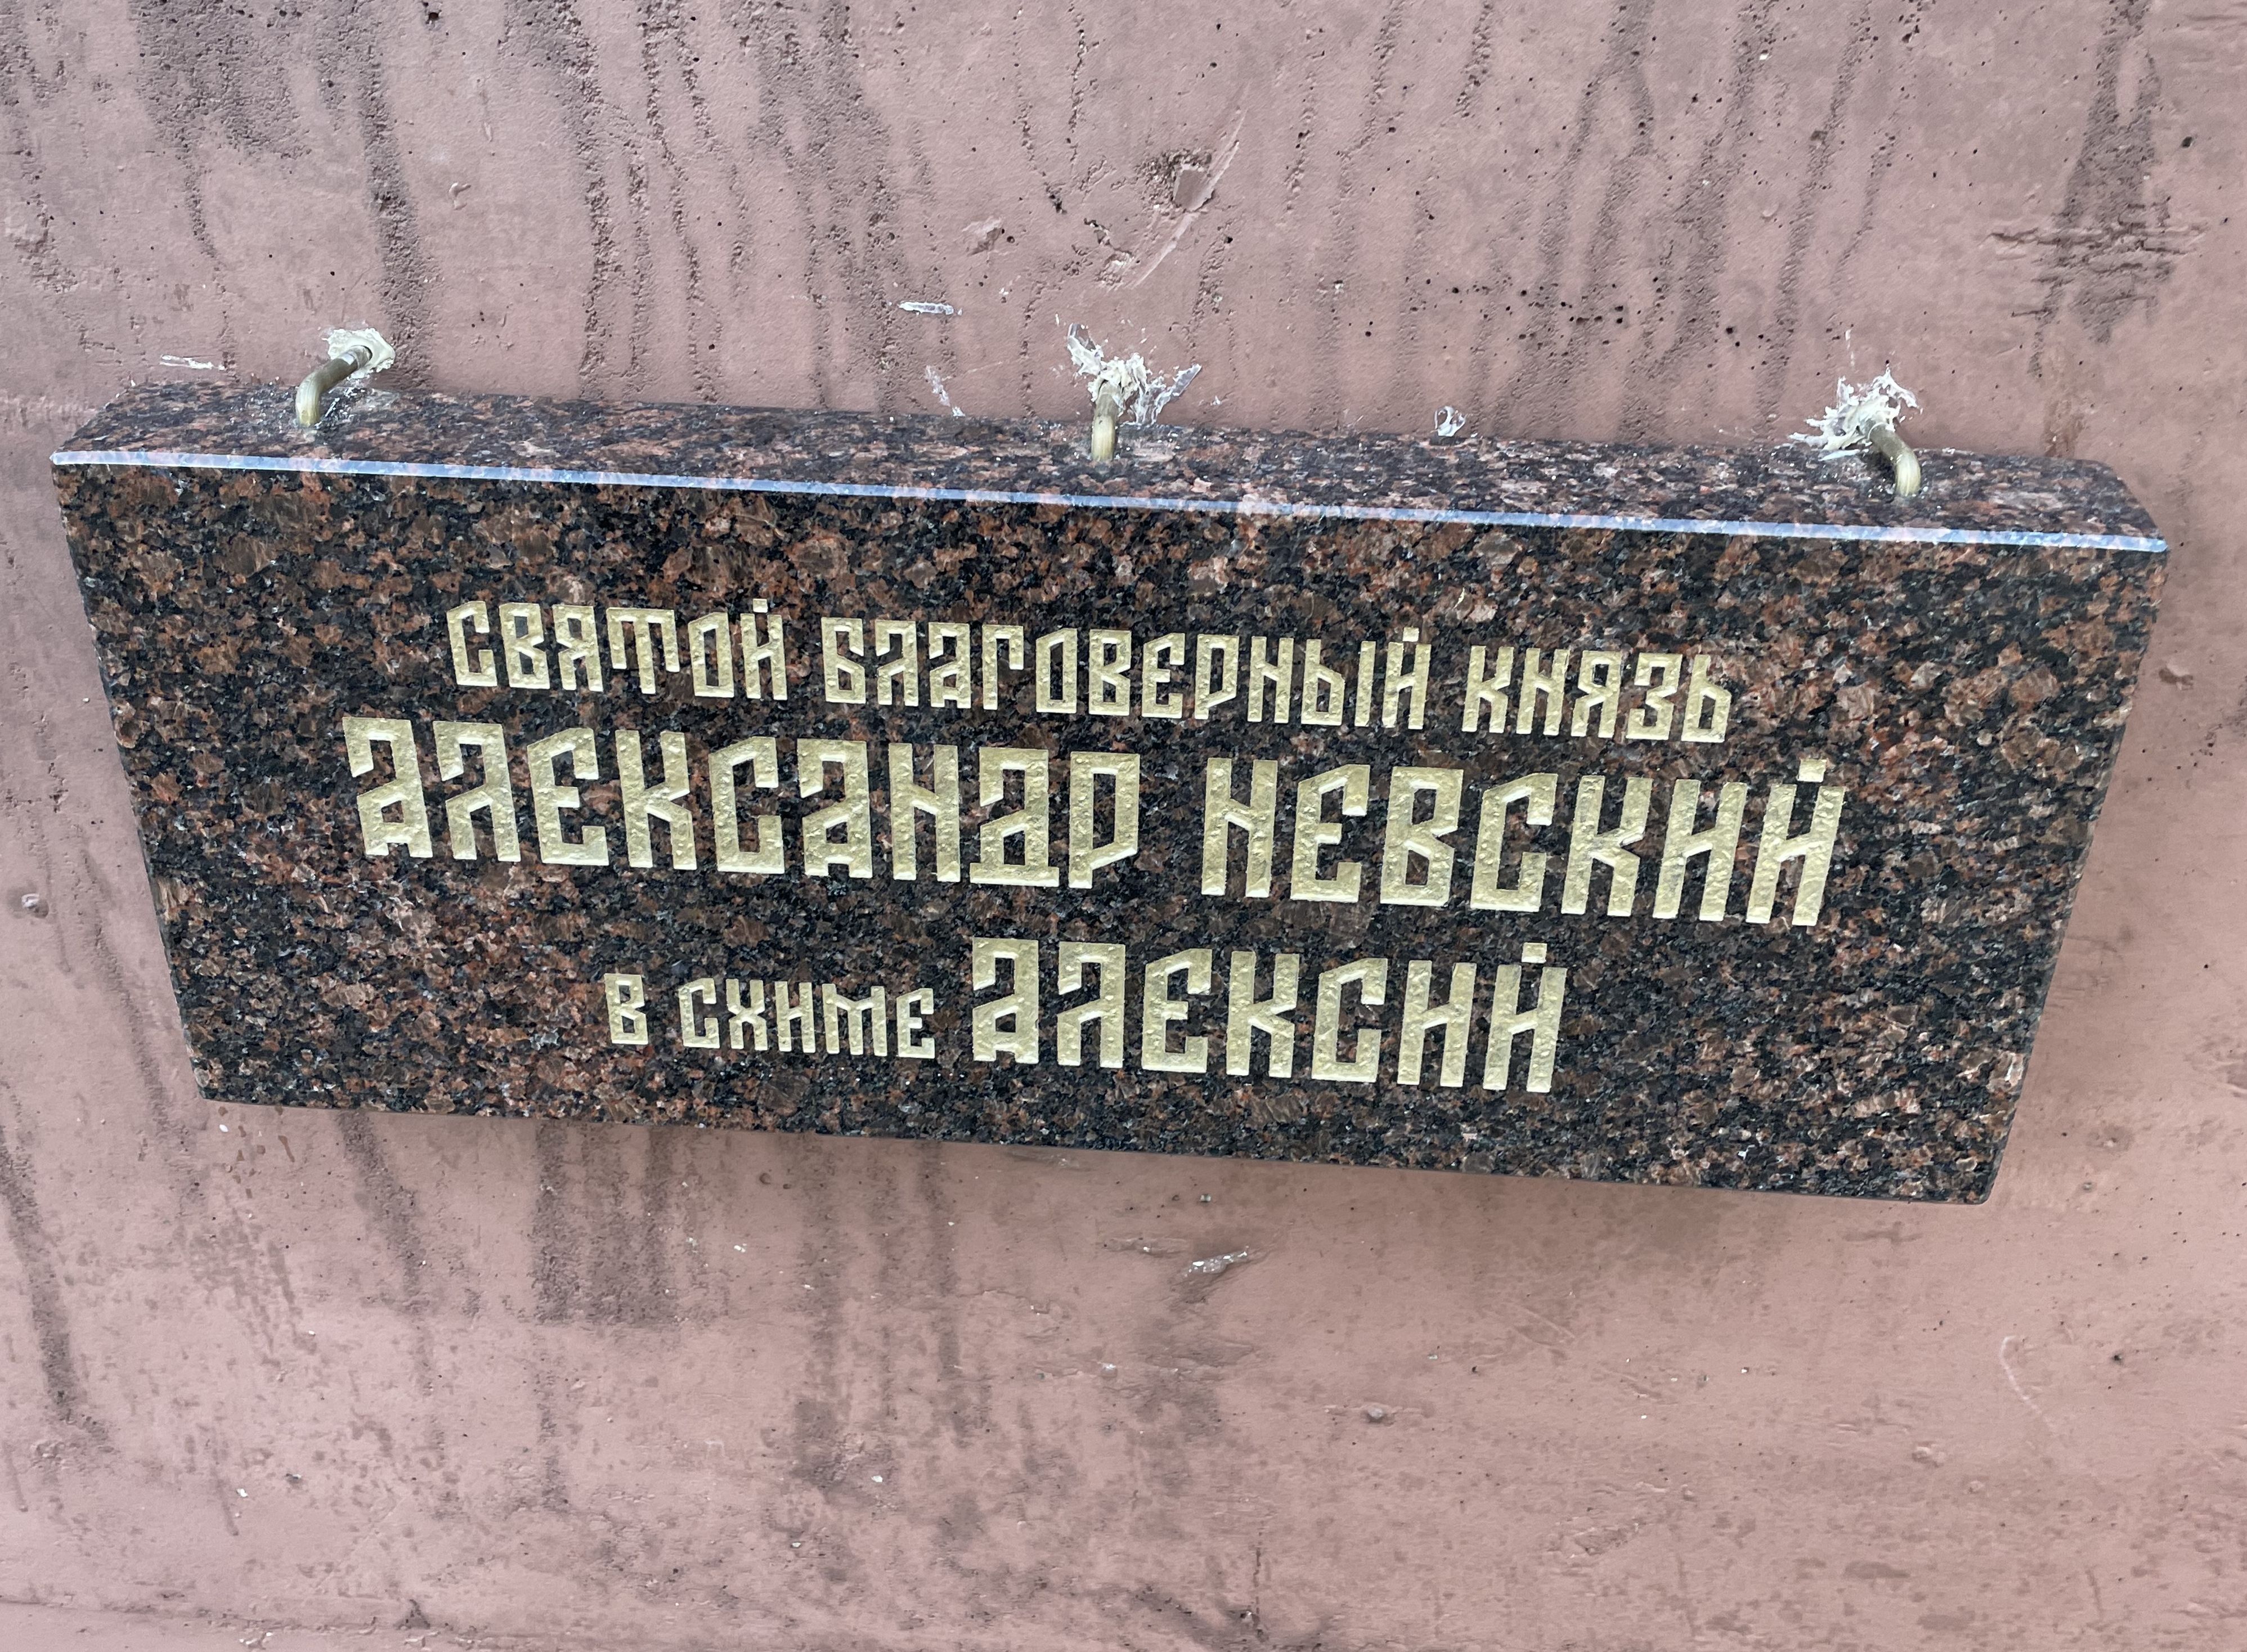 СВЯТОЙ БЛАГОВЕРНЫЙ КНЯЗЬ
АЛЕКСАНДР НЕВСКИЙ
В СХИМЕ АЛЕКСИЙ